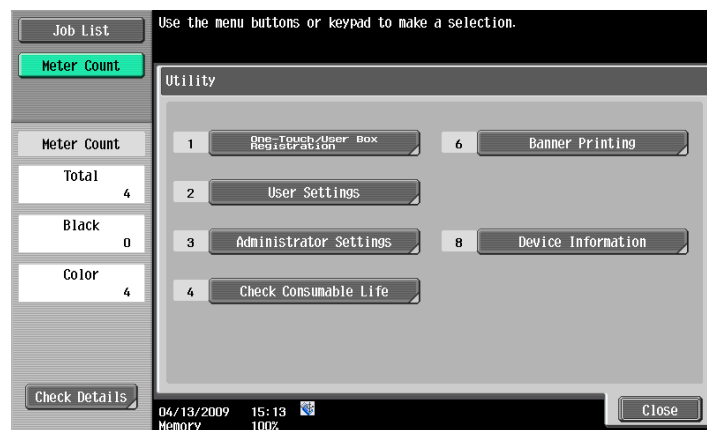 Job List
Meter Count
Use the menu buttons or keypad to make a selection.
Utility
Meter Count
Total
4
Black
0
Color
4
Check Details
1 One-Touch/User Box
Registration
2 User Settings
3 Administrator Settings
4 Check Consumable Life
6 Banner Printing
8 Device Information
04/13/2009 15:13
Memory 100%
Close